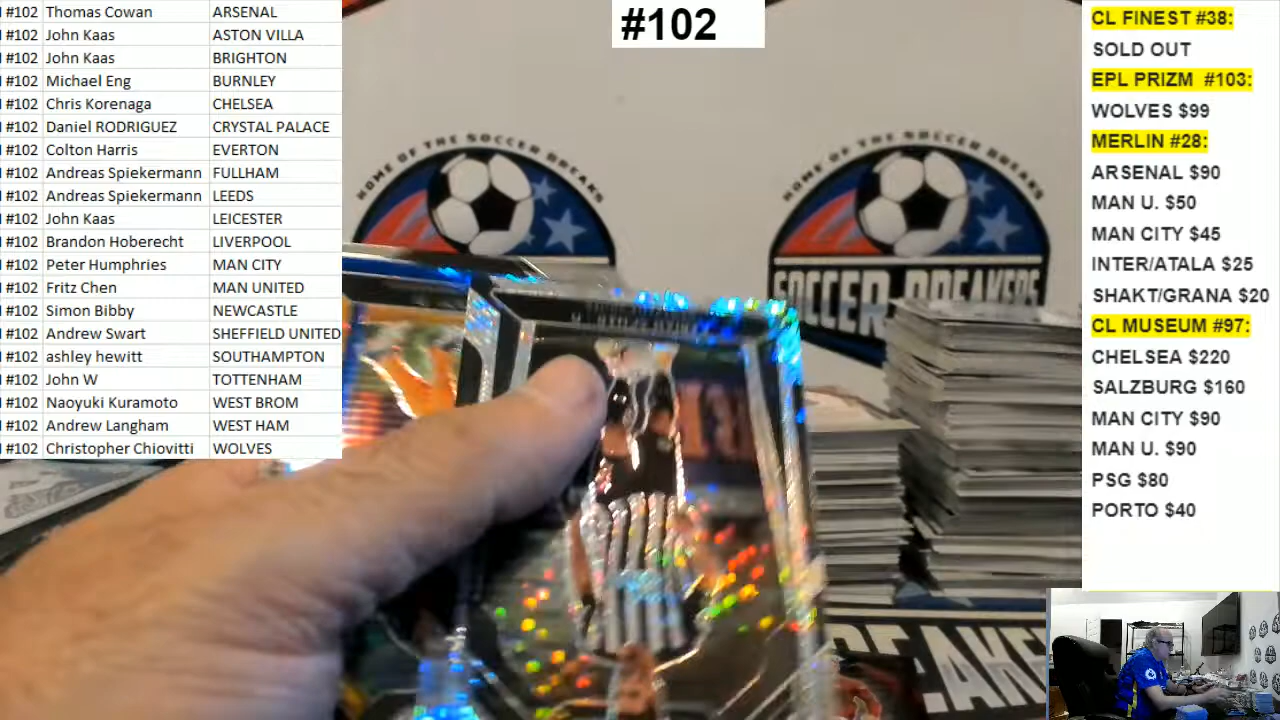 #102 Thomas Cowan ARSENAL
#102 John Kaas ASTON VILLA
#102 John Kaas BRIGHTON
#102 Michael Eng BURNLEY
#102 Chris Korenaga CHELSEA
#102 Daniel RODRIGUEZ CRYSTAL PALACE
#102 Colton Harris EVERTON
#102 Andreas Spiekermann FULLHAM
#102 Andreas Spiekermann LEEDS
#102 John Kaas LEICESTER
#102 Brandon Hoberecht LIVERPOOL
#102 Peter Humphries MAN CITY
#102 Fritz Chen MAN UNITED
#102 Simon Bibby NEWCASTLE
#102 Andrew Swart SHEFFIELD UNITED
#102 ashley hewitt SOUTHAMPTON
#102 John W TOTTENHAM
#102 Naoyuki Kuramoto WEST BROM
#102 Andrew Langham WEST HAM
#102 Christopher Chiovitti WOLVES
#102
HOME OF THE SOCCER BREAKS
HOME OF THE SOCCER BREAKS
SOCCER BREAKERS
CL FINEST #38:
SOLD OUT
EPL PRIZM #103:
WOLVES $99
MERLIN #28:
ARSENAL $90
MAN U. $50
MAN CITY $45
INTER/ATALA $25
SHAKT/GRANA $20
CL MUSEUM #97:
CHELSEA $220
SALZBURG $160
MAN CITY $90
MAN U. $90
PSG $80
PORTO $40